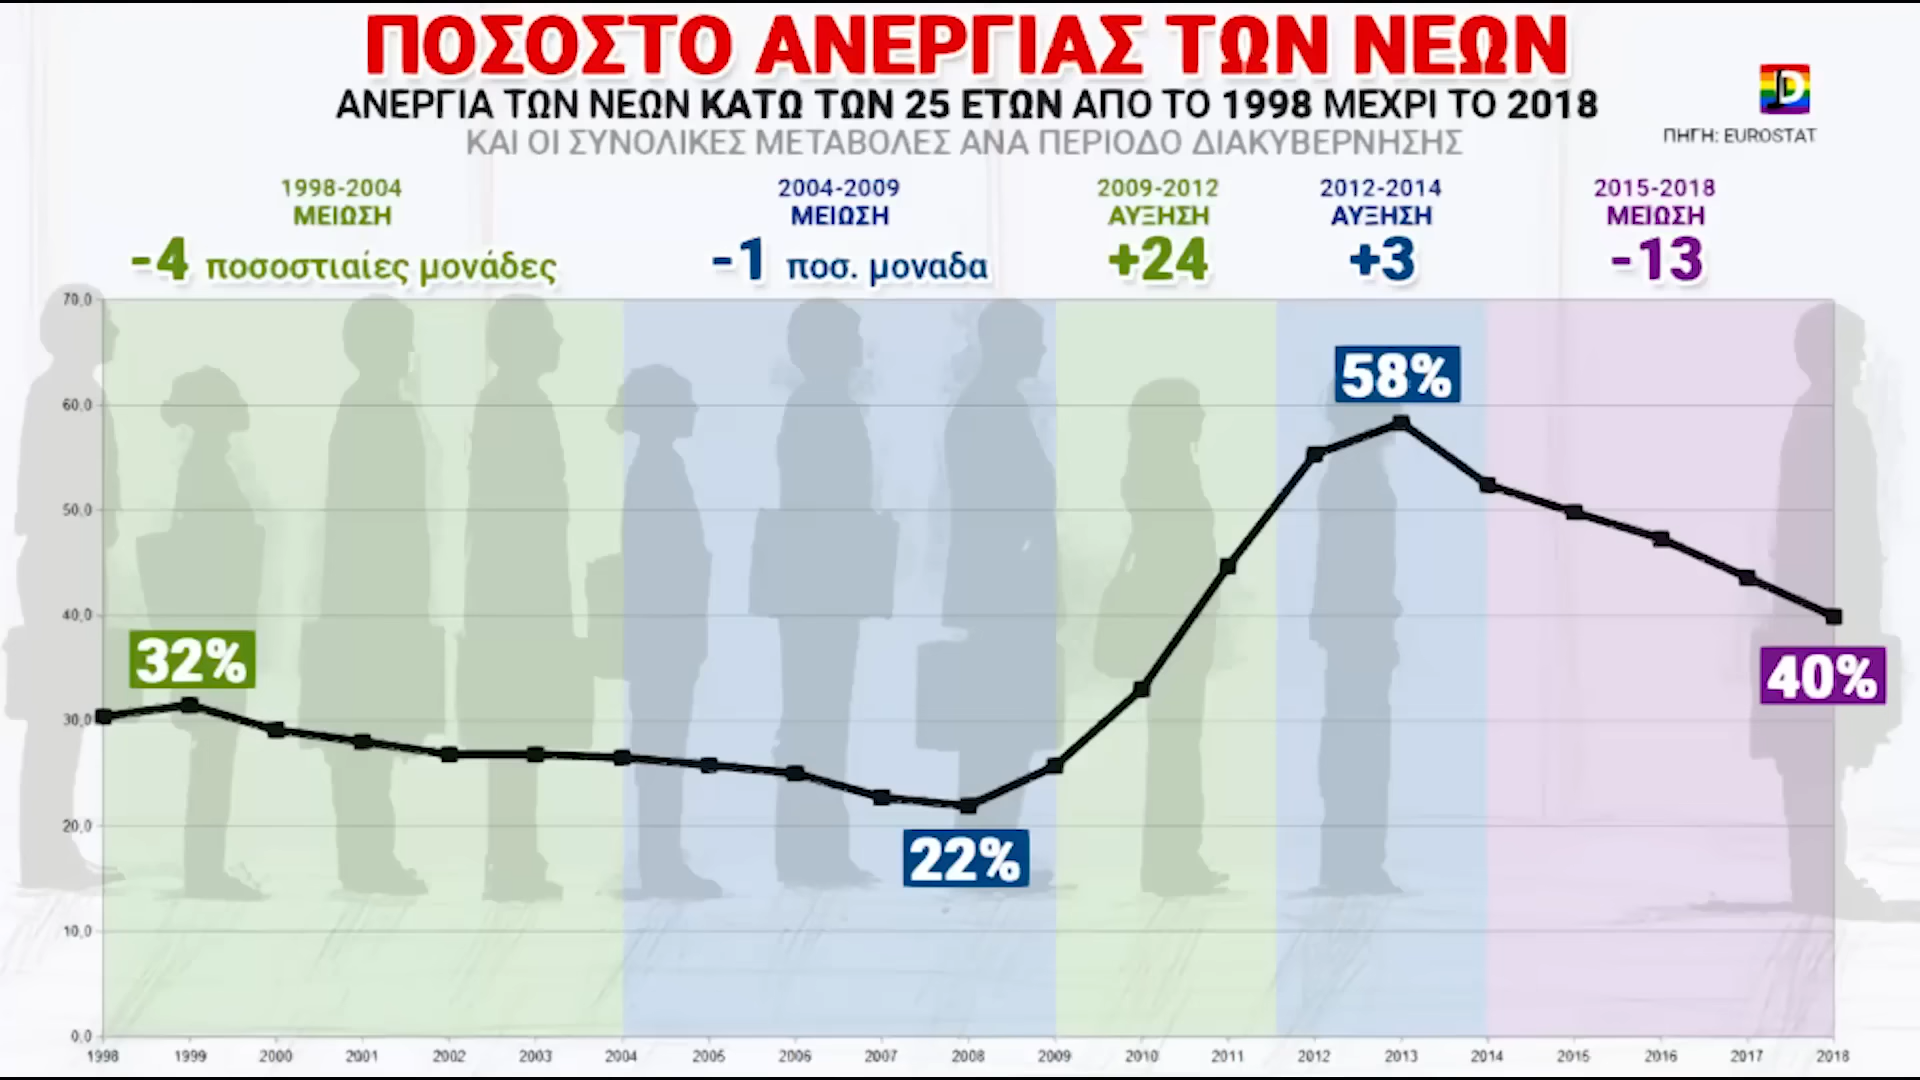 ΠΟΣΟΣΤΟ ΑΝΕΡΓΙΑΣ ΤΩΝ ΝΕΩΝ
ΑΝΕΡΓΙΑ ΤΩΝ ΝΕΩΝ ΚΑΤΩ ΤΩΝ 25 ΕΤΩΝ ΑΠΟ ΤΟ 1998 ΜΕΧΡΙ ΤΟ 2018
ΚΑΙ ΟΙ ΣΥΝΟΛΙΚΕΣ ΜΕΤΑΒΟΛΕΣ ΑΝΑ ΠΕΡΙΟΔΟ ΔΙΑΚΥΒΕΡΝΗΣΗΣ
D
ΠΗΓΗ: EUROSTAT
1998-2004
ΜΕΙΩΣΗ
-4 ποσοστιαίες μονάδες
2004-2009
ΜΕΙΩΣΗ
-1 ποσ. μοναδα
2009-2012
ΑΥΞΗΣΗ
+24
2012-2014
ΑΥΞΗΣΗ
+3
2015-2018
ΜΕΙΩΣΗ
-13
70,0
60,0
50,0
40,0
30,0
20,0
10,0
0,0
32%
22%
58%
40%
1998 1999 2000 2001 2002 2003 2004 2005 2006 2007 2008 2009 2010 2011 2012 2013 2014 2015 2016 2017 2018